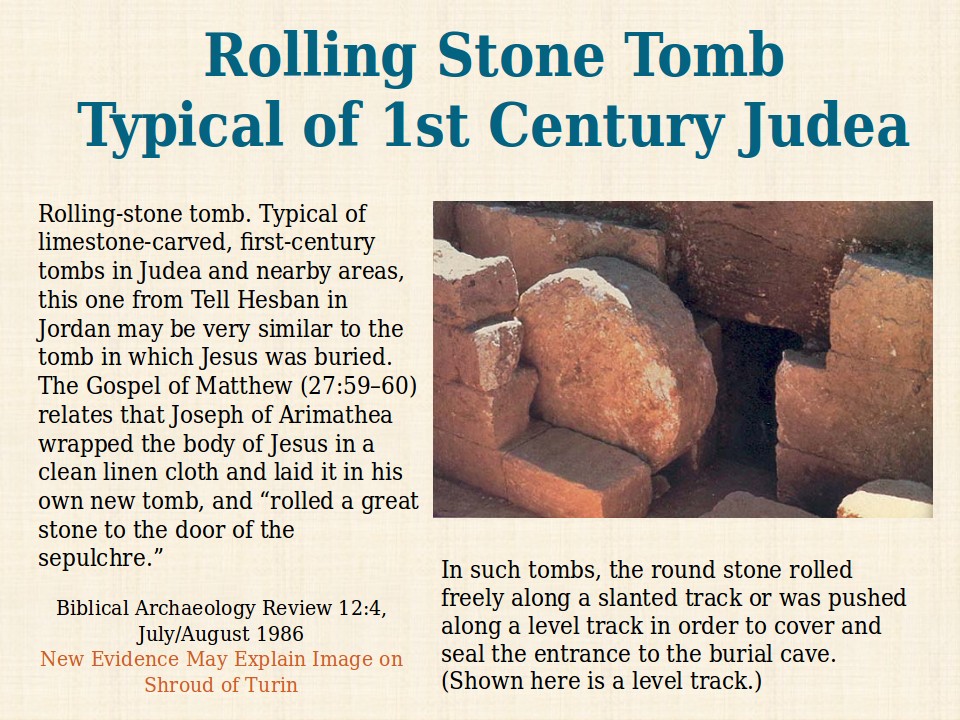 Rolling Stone Tomb
Typical of 1st Century Judea
Rolling-stone tomb. Typical of
limestone-carved, first-century
tombs in Judea and nearby areas,
this one from Tell Hesban in
Jordan may be very similar to the
tomb in which Jesus was buried.
The Gospel of Matthew (27:59–60)
relates that Joseph of Arimathea
wrapped the body of Jesus in a
clean linen cloth and laid it in his
own new tomb, and “rolled a great
stone to the door of the
sepulchre.”
Biblical Archaeology Review 12:4,
July/August 1986
New Evidence May Explain Image on
Shroud of Turin
In such tombs, the round stone rolled
freely along a slanted track or was pushed
along a level track in order to cover and
seal the entrance to the burial cave.
(Shown here is a level track.)